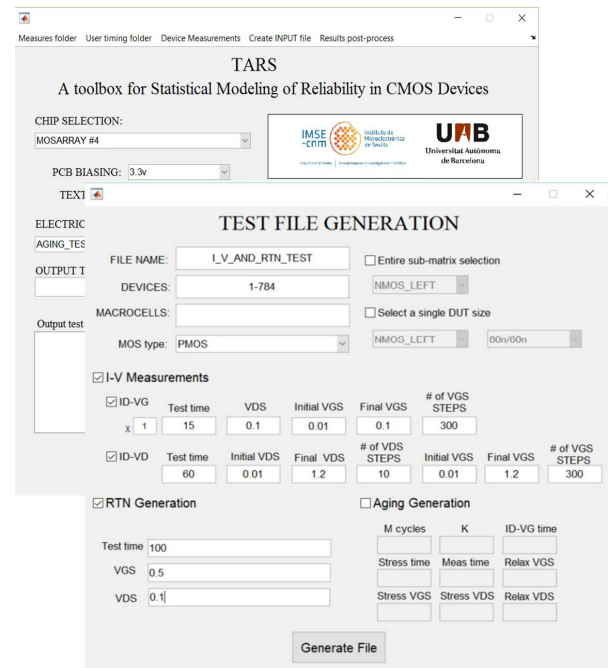 Measures folder User timing folder Device Measurements Create INPUT file Results post-process
TARS
A toolbox for Statistical Modeling of Reliability in CMOS Devices
CHIP SELECTION:
MOSARRAY #4
PCB BIASING: 3.3v
IMSE
-cnm
Instituto de
Microelectrónica
de Sevilla
UAB
Universitat Autònoma
de Barcelona
TEXT
ELECTRIC
AGING_TES
OUTPUT T
Output test
TEST FILE GENERATION
FILE NAME: I_V_AND_RTN_TEST
Entire sub-matrix selection
DEVICES: 1-784
NMOS_LEFT
MACROCELLS:
Select a single DUT size
MOS type: PMOS
NMOS_LEFT 80n/60n
I-V Measurements
ID-VG Test time VDS Initial VGS Final VGS # of VGS STEPS
x 1 15 0.1 0.01 0.1 300
ID-VD Test time Initial VDS Final VDS # of VDS STEPS Initial VGS Final VGS # of VGS STEPS
60 0.01 1.2 10 0.01 1.2 300
RTN Generation
Test time 100
VGS 0.5
VDS 0.1
Aging Generation
M cycles K ID-VG time
Stress time Meas time Relax VGS
Stress VGS Stress VDS Relax VDS
Generate File